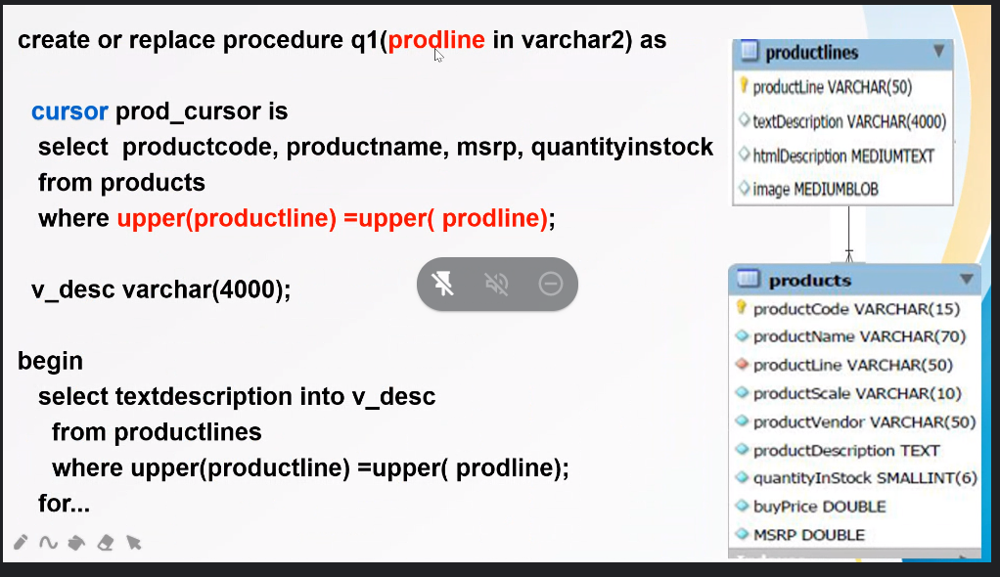 create or replace procedure q1(prodline in varchar2) as
cursor prod_cursor is
select productcode, productname, msrp, quantityinstock
from products
where upper(productline) =upper( prodline);
v_desc varchar(4000);
begin
select textdescription into v_desc
from productlines
where upper(productline) =upper( prodline);
for...
productlines
productLine VARCHAR(50)
textDescription VARCHAR(4000)
htmlDescription MEDIUMTEXT
image MEDIUMBLOB
products
productCode VARCHAR(15)
productName VARCHAR(70)
productLine VARCHAR(50)
productScale VARCHAR(10)
productVendor VARCHAR(50)
productDescription TEXT
quantityInStock SMALLINT(6)
buyPrice DOUBLE
MSRP DOUBLE